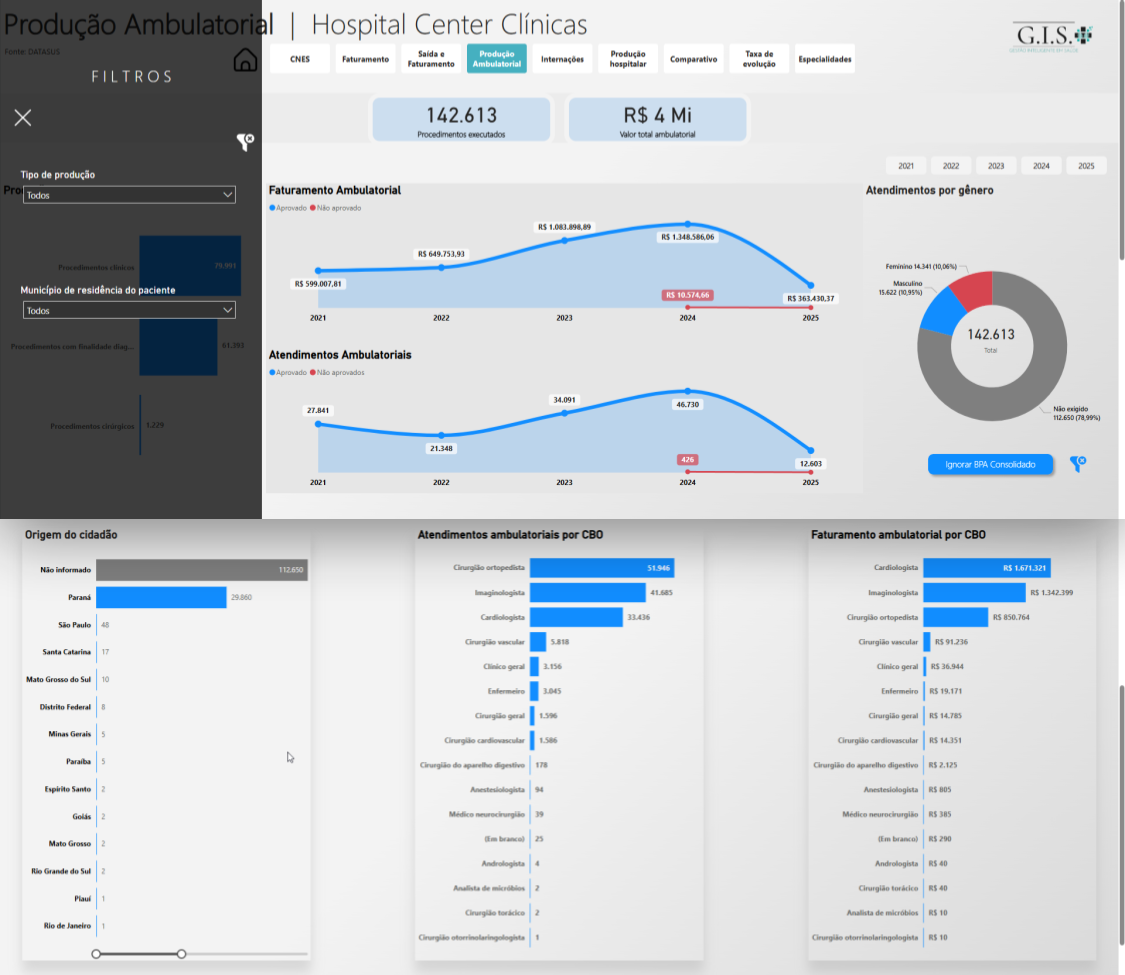 Produção Ambulatorial | Hospital Center Clínicas
Fonte: DATASUS
G.I.S.
FILTROS
CNES
Faturamento
Saída e
Faturamento
Produção
Ambulatorial
Internações
Produção
hospitalar
Comparativo
Taxa de
evolução
Especialidades
142.613
Procedimentos executados
R$ 4 Mi
Valor total ambulatorial
2021 2022 2023 2024 2025
Tipo de produção
Todos
Procedimentos clínicos 79.991
Município de residência do paciente
Todos
Procedimentos com finalidade diag... 61.393
Procedimentos cirúrgicos 1.229
Faturamento Ambulatorial
Aprovado Não aprovado
R$ 599.007,81
R$ 649.753,93
R$ 1.083.898,89
R$ 1.348.586,06
R$ 363.430,37
R$ 10.574,66
2021 2022 2023 2024 2025
Atendimentos Ambulatoriais
Aprovado Não aprovados
27.841
21.348
34.091
46.730
12.603
426
2021 2022 2023 2024 2025
Atendimentos por gênero
Feminino 14.341 (10,06%)
Masculino
15.622 (10,95%)
142.613
Total
Não exigido
112.650 (78,99%)
Ignorar BPA Consolidado
Origem do cidadão
Não informado 112.650
Paraná 29.860
São Paulo 48
Santa Catarina 17
Mato Grosso do Sul 10
Distrito Federal 8
Minas Gerais 5
Paraíba 5
Espírito Santo 2
Goiás 2
Mato Grosso 2
Rio Grande do Sul 2
Piauí 1
Rio de Janeiro 1
Atendimentos ambulatoriais por CBO
Cirurgião ortopedista 51.946
Imaginologista 41.685
Cardiologista 33.436
Cirurgião vascular 5.818
Clínico geral 3.156
Enfermeiro 3.045
Cirurgião geral 1.596
Cirurgião cardiovascular 1.586
Cirurgião do aparelho digestivo 178
Anestesiologista 94
Médico neurocirurgião 39
(Em branco) 25
Andrologista 4
Analista de micróbios 2
Cirurgião torácico 2
Cirurgião otorrinolaringologista 1
Faturamento ambulatorial por CBO
Cardiologista R$ 1.671.321
Imaginologista R$ 1.342.399
Cirurgião ortopedista R$ 850.764
Cirurgião vascular R$ 91.236
Clínico geral R$ 36.944
Enfermeiro R$ 19.171
Cirurgião geral R$ 14.785
Cirurgião cardiovascular R$ 14.351
Cirurgião do aparelho digestivo R$ 2.125
Anestesiologista R$ 805
Médico neurocirurgião R$ 385
(Em branco) R$ 290
Andrologista R$ 40
Cirurgião torácico R$ 40
Analista de micróbios R$ 10
Cirurgião otorrinolaringologista R$ 10